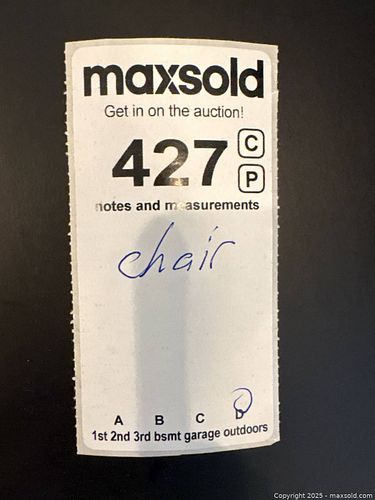 maxsold
Get in on the auction!
427
C
P
notes and measurements
chair
A B C D
1st 2nd 3rd bsmt garage outdoors
Copyright 2025 - maxsold.com